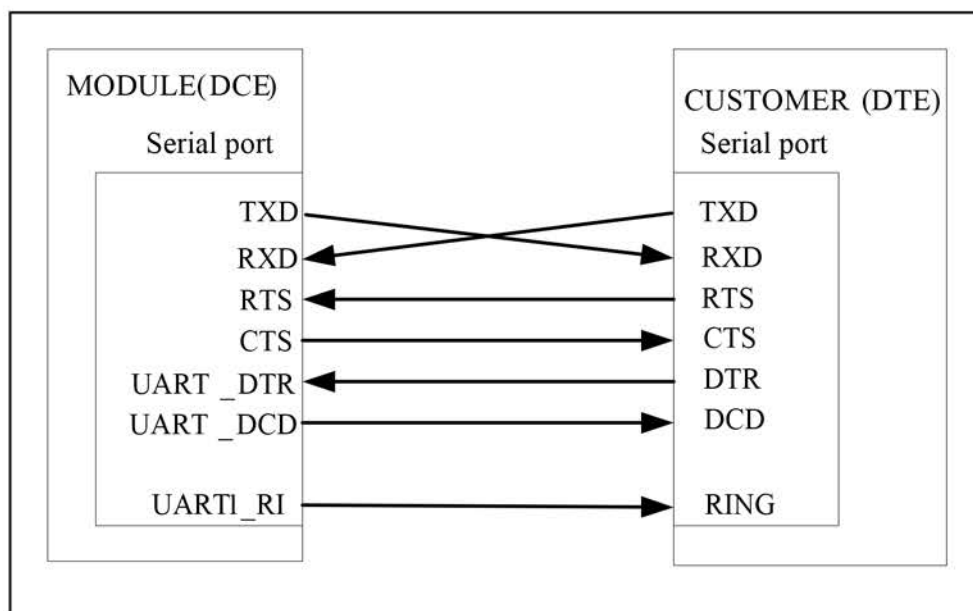 MODULE(DCE)
Serial port
TXD
RXD
RTS
CTS
UART _DTR
UART _DCD
UART1_RI
CUSTOMER (DTE)
Serial port
TXD
RXD
RTS
CTS
DTR
DCD
RING